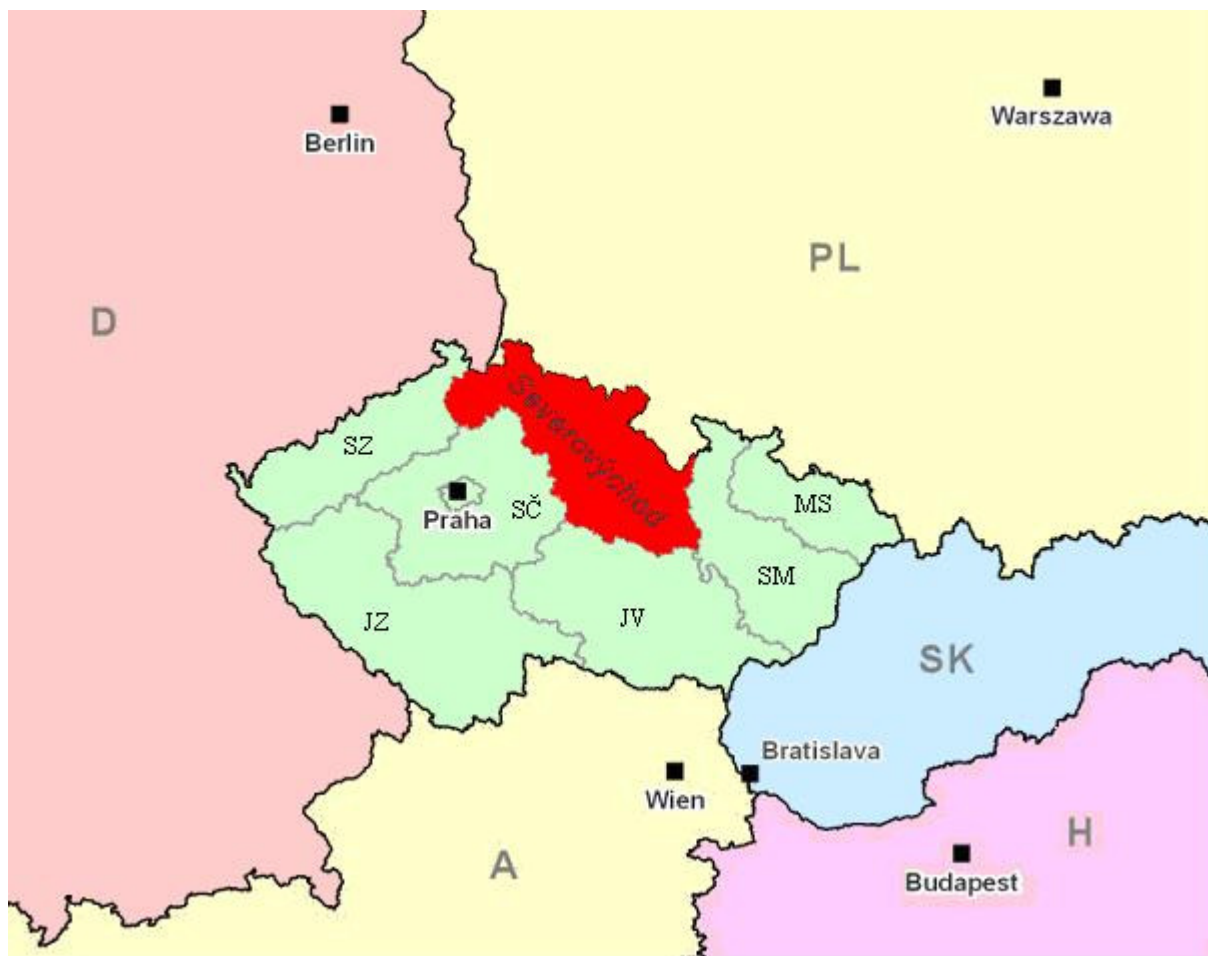 Berlin
Warszawa
PL
D
Severovýchod
SZ
Praha
SČ
MS
SM
JZ
JV
SK
Bratislava
Wien
A
H
Budapest